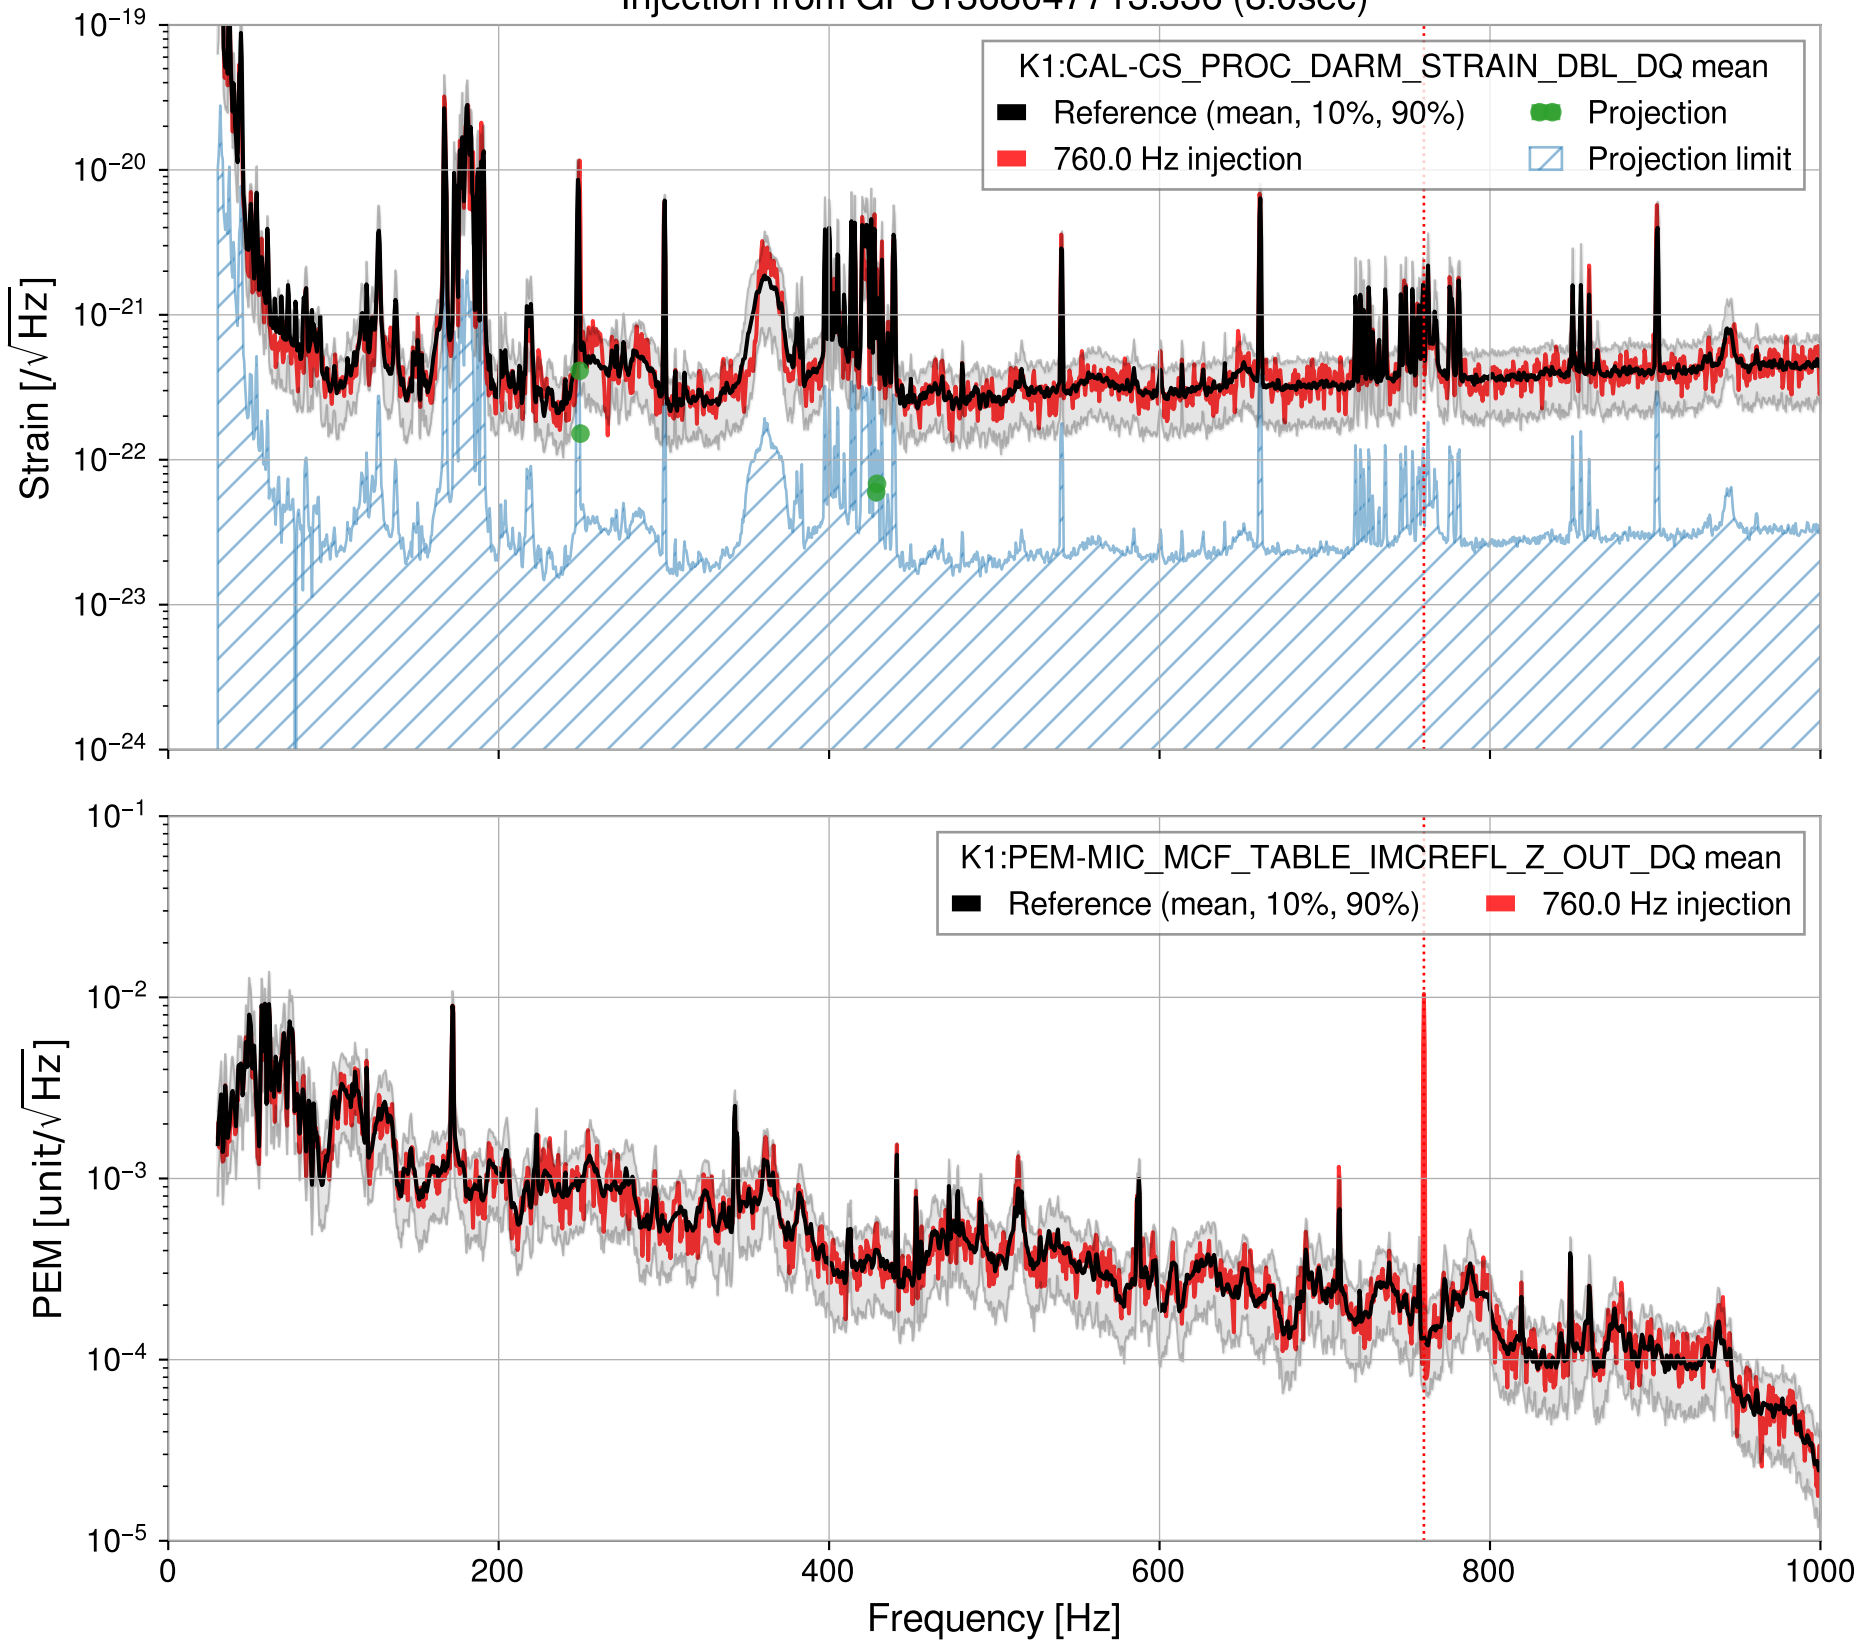 10⁻¹⁹
K1:CAL-CS_PROC_DARM_STRAIN_DBL_DQ mean
Reference (mean, 10%, 90%)
Projection
760.0 Hz injection
Projection limit
10⁻²⁰
10⁻²¹
10⁻²²
10⁻²³
10⁻²⁴
Strain [/√Hz]
10⁻¹
K1:PEM-MIC_MCF_TABLE_IMCREFL_Z_OUT_DQ mean
Reference (mean, 10%, 90%)
760.0 Hz injection
10⁻²
10⁻³
10⁻⁴
10⁻⁵
PEM [unit/√Hz]
0 200 400 600 800 1000
Frequency [Hz]